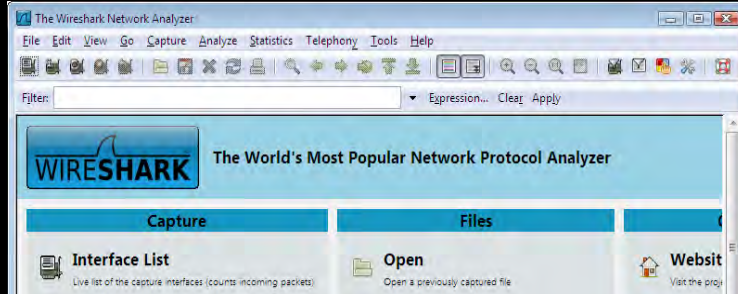 The Wireshark Network Analyzer
File Edit View Go Capture Analyze Statistics Telephony Tools Help
Filter: Expression... Clear Apply
WIRESHARK The World's Most Popular Network Protocol Analyzer
Capture Files
Interface List
Live list of the capture interfaces (counts incoming packets)
Open
Open a previously captured file
Websit
Visit the proje